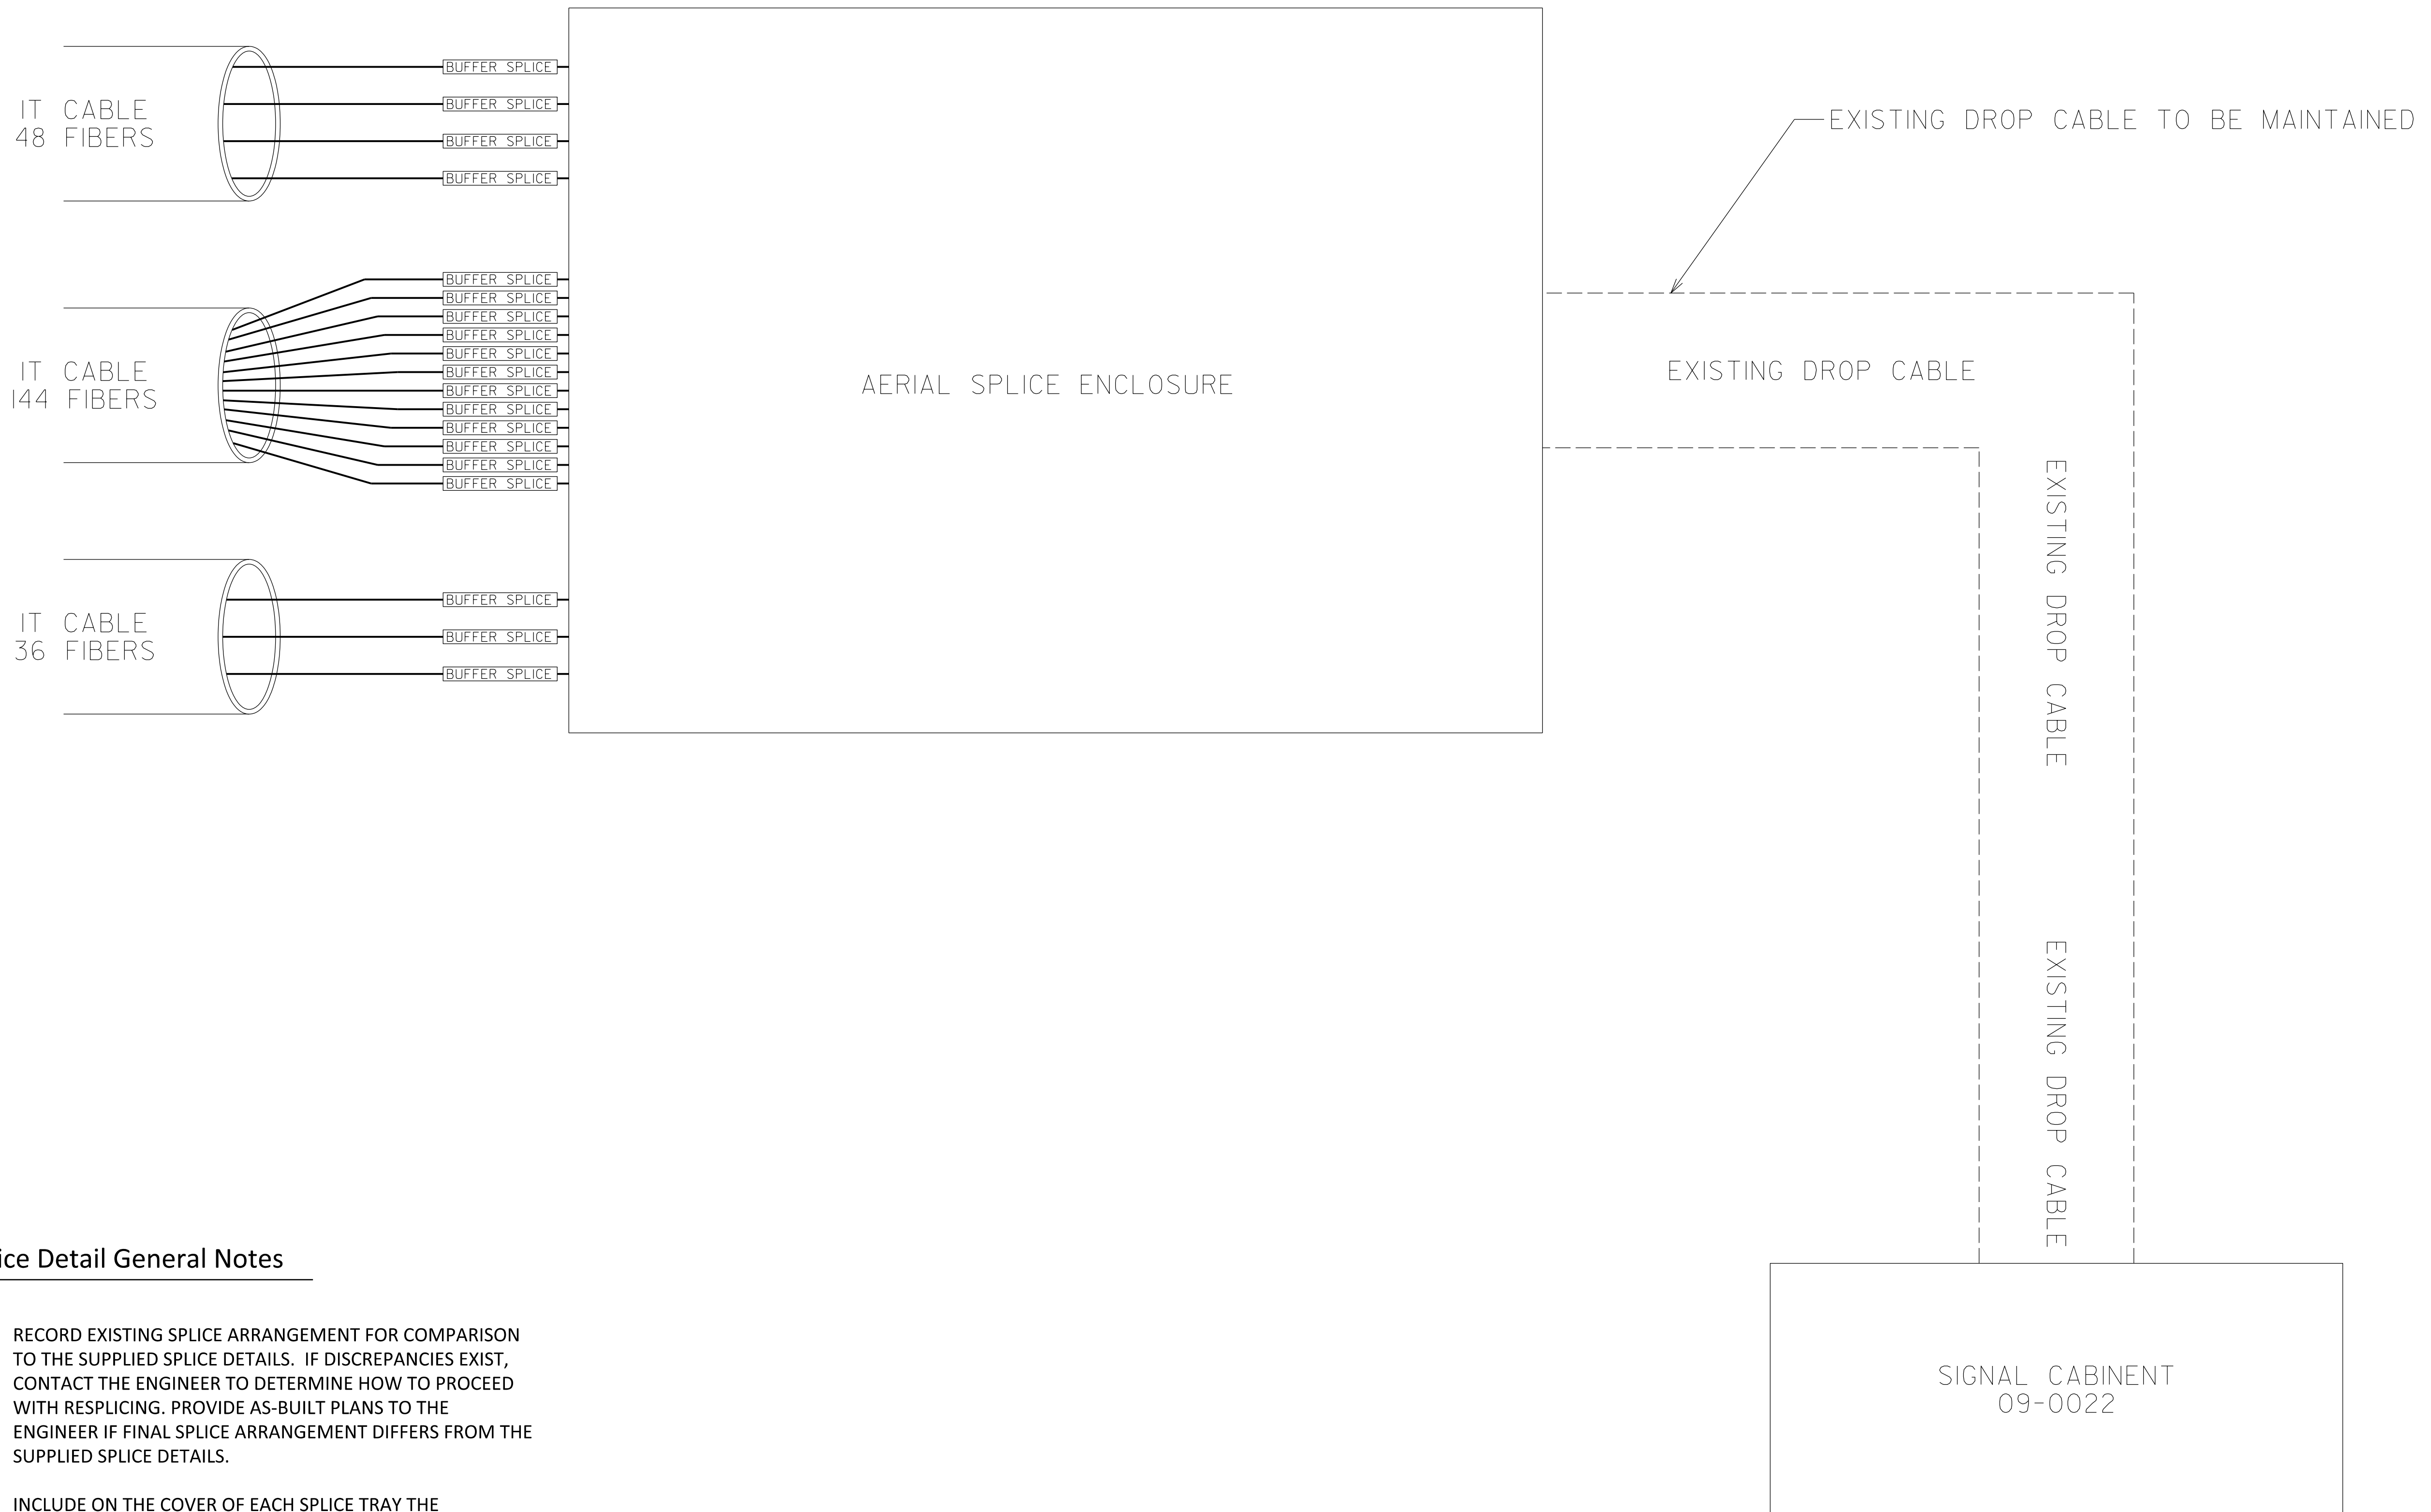 IT CABLE
48 FIBERS
BUFFER SPLICE
BUFFER SPLICE
BUFFER SPLICE
BUFFER SPLICE
IT CABLE
144 FIBERS
BUFFER SPLICE
BUFFER SPLICE
BUFFER SPLICE
BUFFER SPLICE
BUFFER SPLICE
BUFFER SPLICE
BUFFER SPLICE
BUFFER SPLICE
BUFFER SPLICE
BUFFER SPLICE
BUFFER SPLICE
BUFFER SPLICE
IT CABLE
36 FIBERS
BUFFER SPLICE
BUFFER SPLICE
BUFFER SPLICE
AERIAL SPLICE ENCLOSURE
EXISTING DROP CABLE TO BE MAINTAINED
EXISTING DROP CABLE
EXISTING DROP CABLE
EXISTING DROP CABLE
SIGNAL CABINENT
09-0022
ice Detail General Notes
RECORD EXISTING SPLICE ARRANGEMENT FOR COMPARISON
TO THE SUPPLIED SPLICE DETAILS. IF DISCREPANCIES EXIST,
CONTACT THE ENGINEER TO DETERMINE HOW TO PROCEED
WITH RESPLICING. PROVIDE AS-BUILT PLANS TO THE
ENGINEER IF FINAL SPLICE ARRANGEMENT DIFFERS FROM THE
SUPPLIED SPLICE DETAILS.
INCLUDE ON THE COVER OF EACH SPLICE TRAY THE